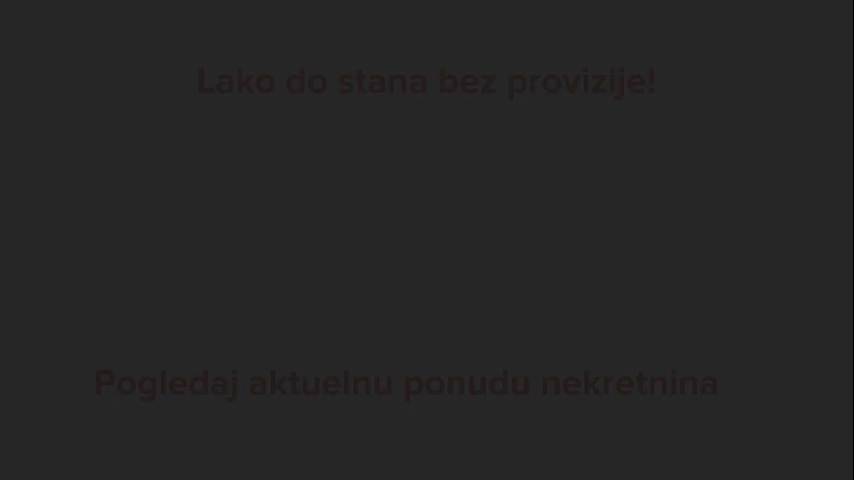 Lako do stana bez provizije!
Pogledaj aktuelnu ponudu nekretnina